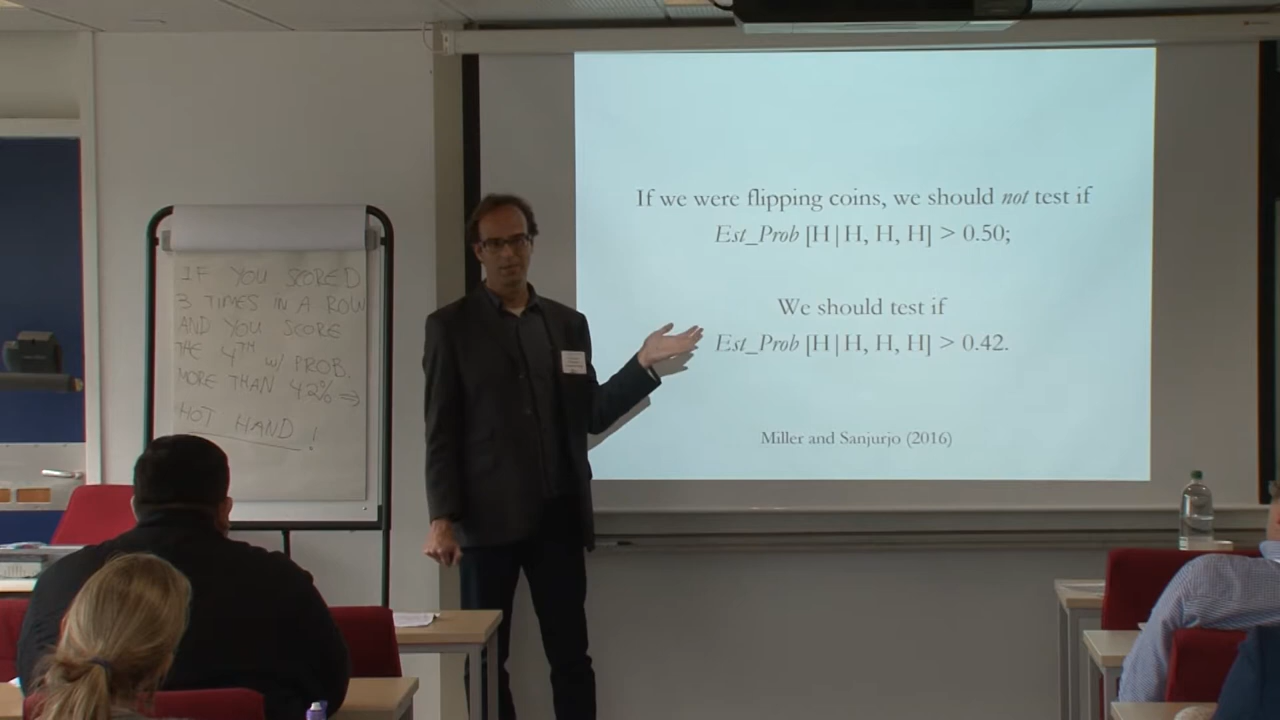 IF YOU SCORED
3 TIMES IN A ROW
AND YOU SCORE
THE 4TH w/ PROB.
MORE THAN 42% ⇒
HOT HAND!
If we were flipping coins, we should not test if
Est_Prob [H|H, H, H] > 0.50;
We should test if
Est_Prob [H|H, H, H] > 0.42.
Miller and Sanjurjo (2016)